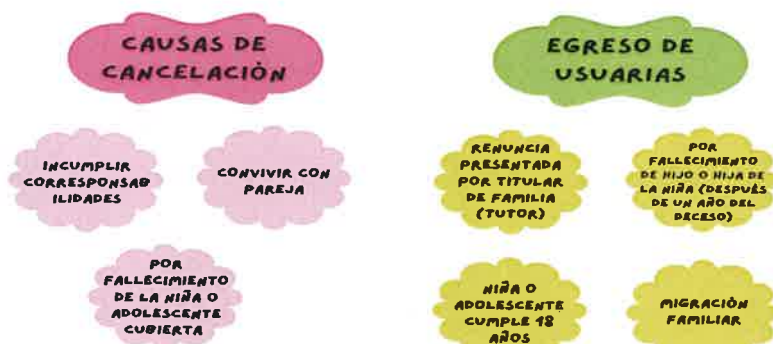 CAUSAS DE
CANCELACIÓN
INCUMPLIR
CORRESPONSAB
ILIDADES
CONVIVIR CON
PAREJA
POR
FALLECIMIENTO
DE LA NIÑA O
ADOLESCENTE
CUBIERTA
EGRESO DE
USUARIAS
RENUNCIA
PRESENTADA
POR TITULAR
DE FAMILIA
(TUTOR)
POR
FALLECIMIENTO
DE HIJO O HIJA DE
LA NIÑA (DESPUÉS
DE UN AÑO DEL
DECESO)
NIÑA O
ADOLESCENTE
CUMPLE 18
AÑOS
MIGRACIÓN
FAMILIAR